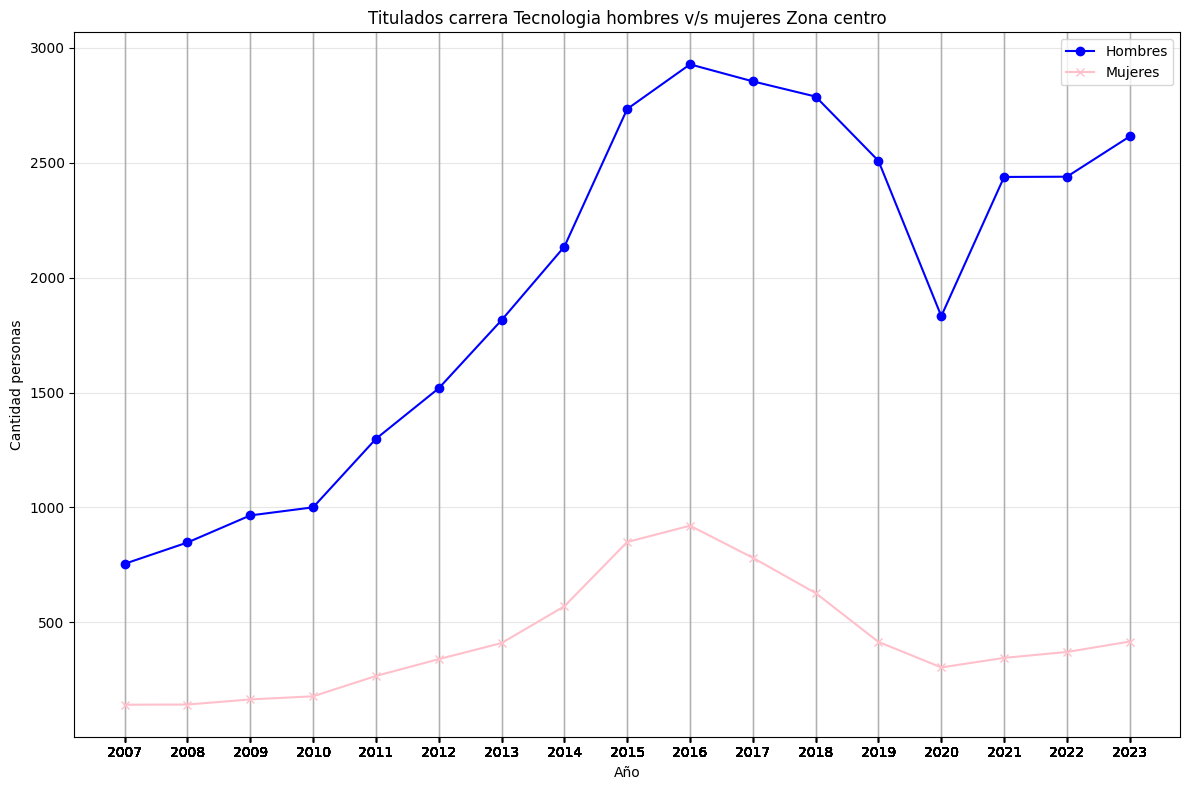 Titulados carrera Tecnologia hombres v/s mujeres Zona centro
Hombres
Mujeres
3000
2500
2000
1500
1000
500
Cantidad personas
2007 2008 2009 2010 2011 2012 2013 2014 2015 2016 2017 2018 2019 2020 2021 2022 2023
Año